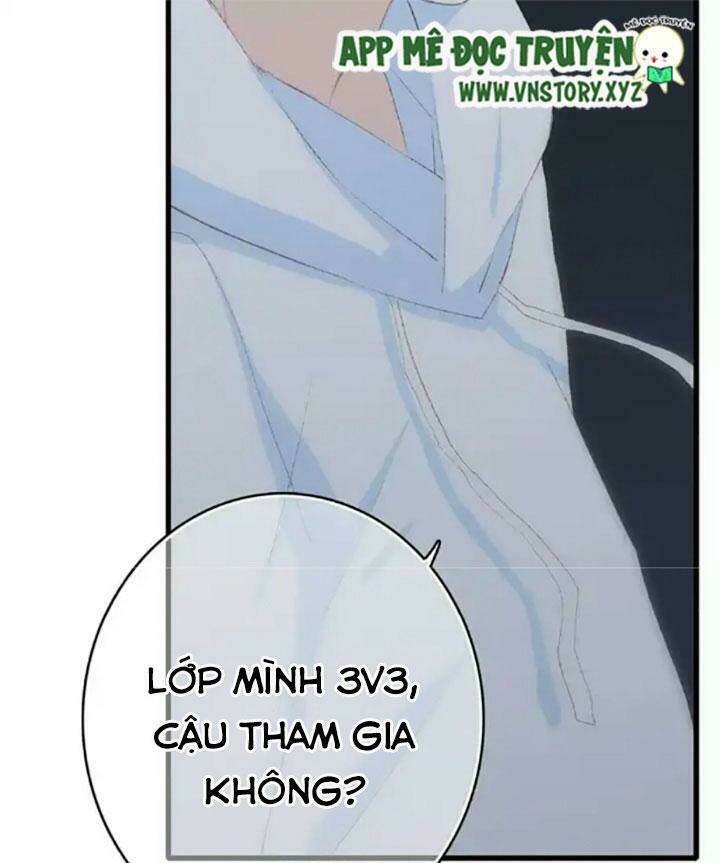 APP MÊ ĐỌC TRUYỆN
WWW.VNSTORY.XYZ
LỚP MÌNH 3V3,
CẬU THAM GIA
KHÔNG?